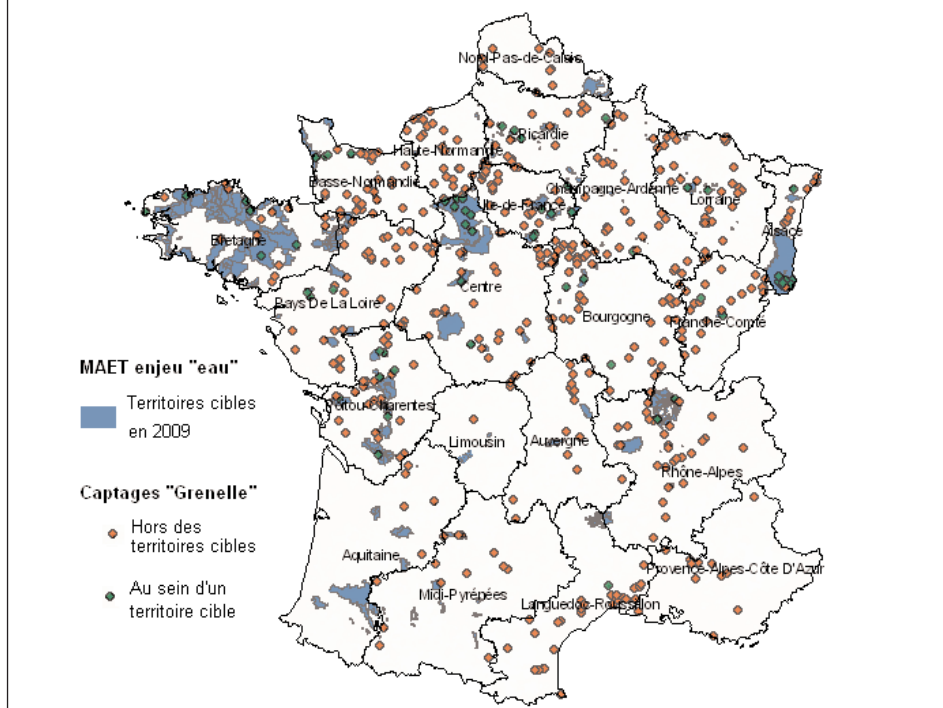 Nord-Pas-de-Calais
Picardie
Haute-Normandie
Basse-Normandie
Champagne-Ardenne
Ile-de-France
Lorraine
Alsace
Bretagne
Centre
Pays De La Loire
Bourgogne
Franche-Comté
MAET enjeu "eau"
Territoires cibles
en 2009
Poitou-Charentes
Limousin
Auvergne
Rhône-Alpes
Captages "Grenelle"
Hors des
territoires cibles
Aquitaine
Provence-Alpes-Côte D'Azur
Au sein d'un
territoire cible
Midi-Pyrénées
Languedoc-Roussillon